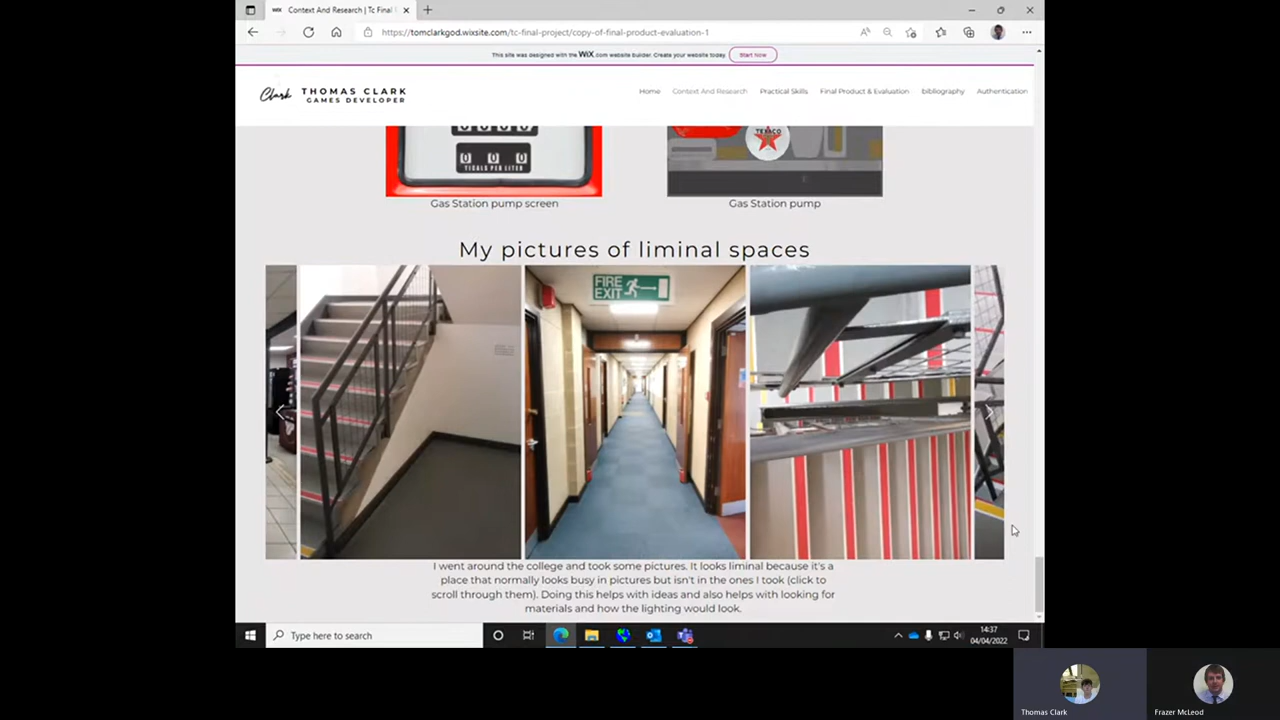 Context And Research | Tc Final
https://tomclarkgod.wixsite.com/tc-final-project/copy-of-final-product-evaluation-1
This site was designed with the WiX.com website builder. Create your website today.
Start Now
Clark
THOMAS CLARK
GAMES DEVELOPER
Home
Context And Research
Practical Skills
Final Product & Evaluation
bibliography
Authentication
0 0 0
TICALS PER LITER
TEXACO
Gas Station pump screen
Gas Station pump
My pictures of liminal spaces
FIRE
EXIT
I went around the college and took some pictures. It looks liminal because it's a
place that normally looks busy in pictures but isn't in the ones I took (click to
scroll through them). Doing this helps with ideas and also helps with looking for
materials and how the lighting would look.
Type here to search
14:37
04/04/2022
Thomas Clark
Frazer McLeod